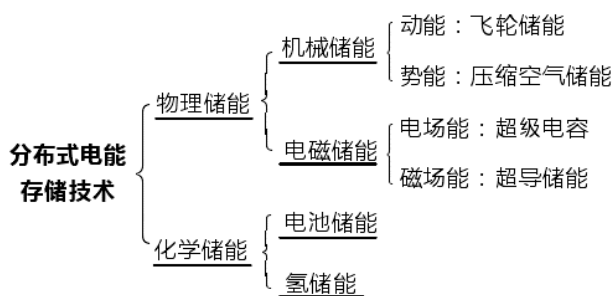 分布式电能
存储技术
物理储能
机械储能
动能：飞轮储能
势能：压缩空气储能
电磁储能
电场能：超级电容
磁场能：超导储能
化学储能
电池储能
氢储能